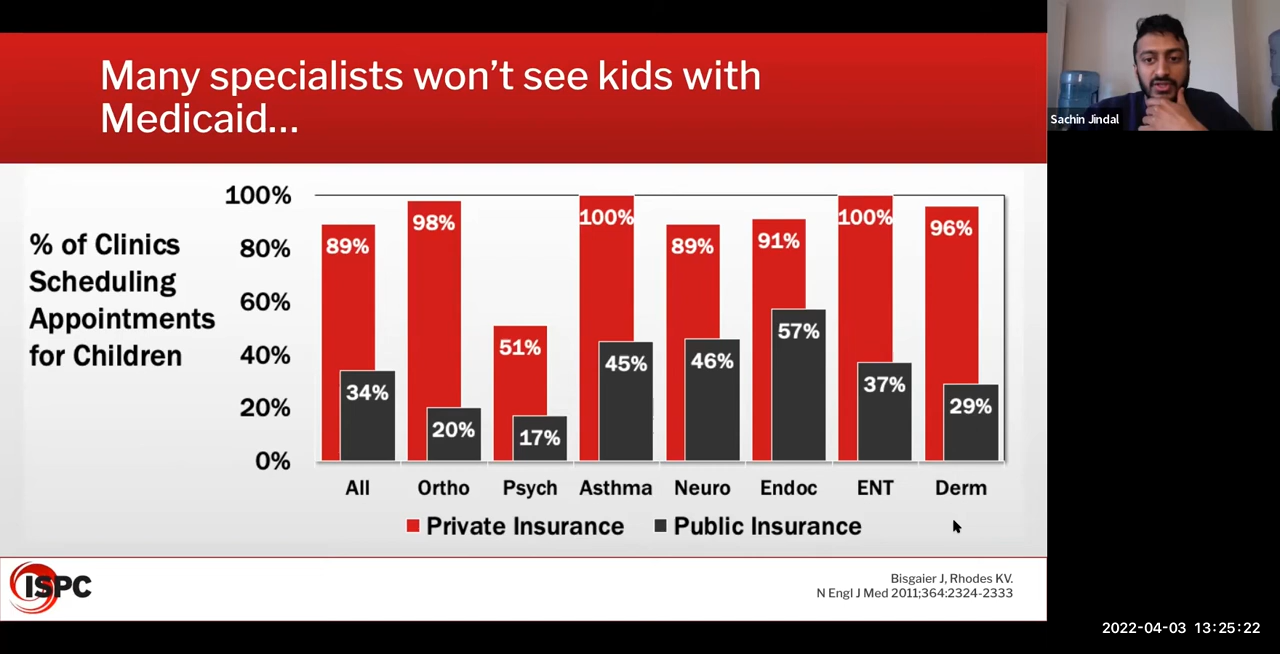 Many specialists won't see kids with
Medicaid...
Sachin Jindal
% of Clinics
Scheduling
Appointments
for Children
100%
80%
60%
40%
20%
0%
89%
34%
98%
20%
51%
17%
100%
45%
89%
46%
91%
57%
100%
37%
96%
29%
All Ortho Psych Asthma Neuro Endoc ENT Derm
Private Insurance Public Insurance
ISPC
Bisgaier J, Rhodes KV.
N Engl J Med 2011;364:2324-2333
2022-04-03 13:25:22